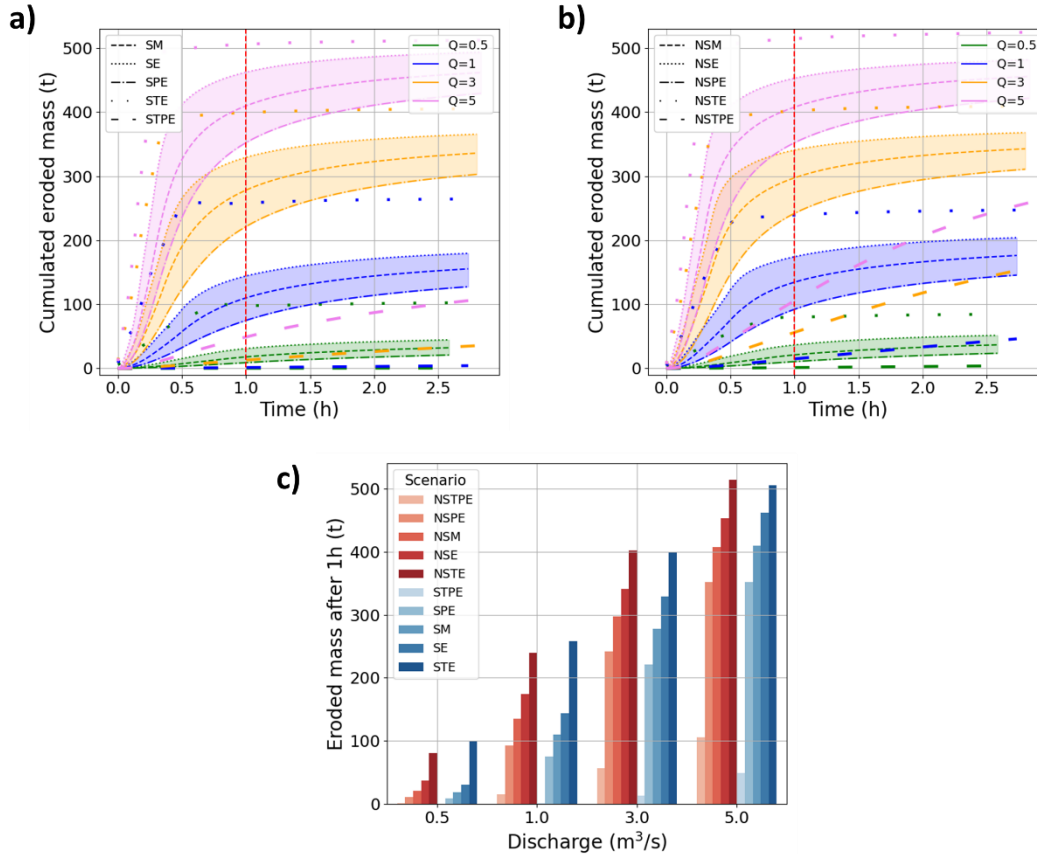 a)
Cumulated eroded mass (t)
500
400
300
200
100
0
SM
SE
SPE
STE
STPE
Q=0.5
Q=1
Q=3
Q=5
0.0 0.5 1.0 1.5 2.0 2.5
Time (h)
b)
Cumulated eroded mass (t)
500
400
300
200
100
0
NSM
NSE
NSPE
NSTE
NSTPE
Q=0.5
Q=1
Q=3
Q=5
0.0 0.5 1.0 1.5 2.0 2.5
Time (h)
c)
Eroded mass after 1h (t)
500
400
300
200
100
0
Scenario
NSTPE
NSPE
NSM
NSE
NSTE
STPE
SPE
SM
SE
STE
0.5 1.0 3.0 5.0
Discharge (m³/s)